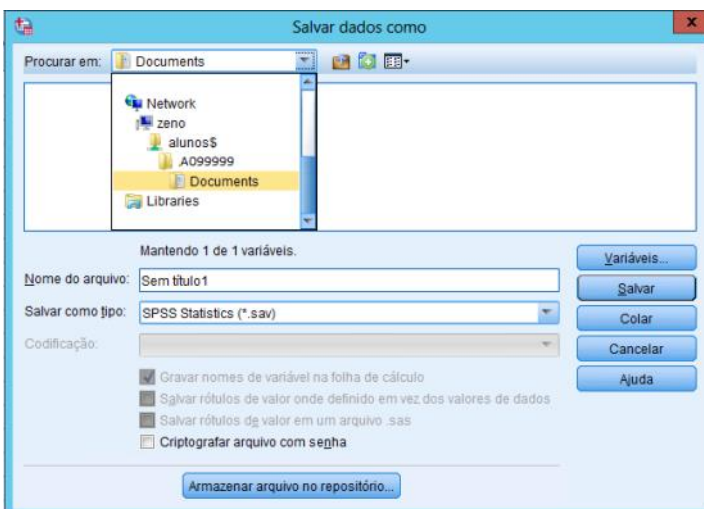 Salvar dados como
Procurar em: Documents
Network
zeno
alunos$
A099999
Documents
Libraries
Mantendo 1 de 1 variáveis.
Variáveis...
Nome do arquivo: Sem título1
Salvar
Salvar como tipo: SPSS Statistics (*.sav)
Colar
Codificação:
Cancelar
Gravar nomes de variável na folha de cálculo
Ajuda
Salvar rótulos de valor onde definido em vez dos valores de dados
Salvar rótulos de valor em um arquivo .sas
Criptografar arquivo com senha
Armazenar arquivo no repositório...